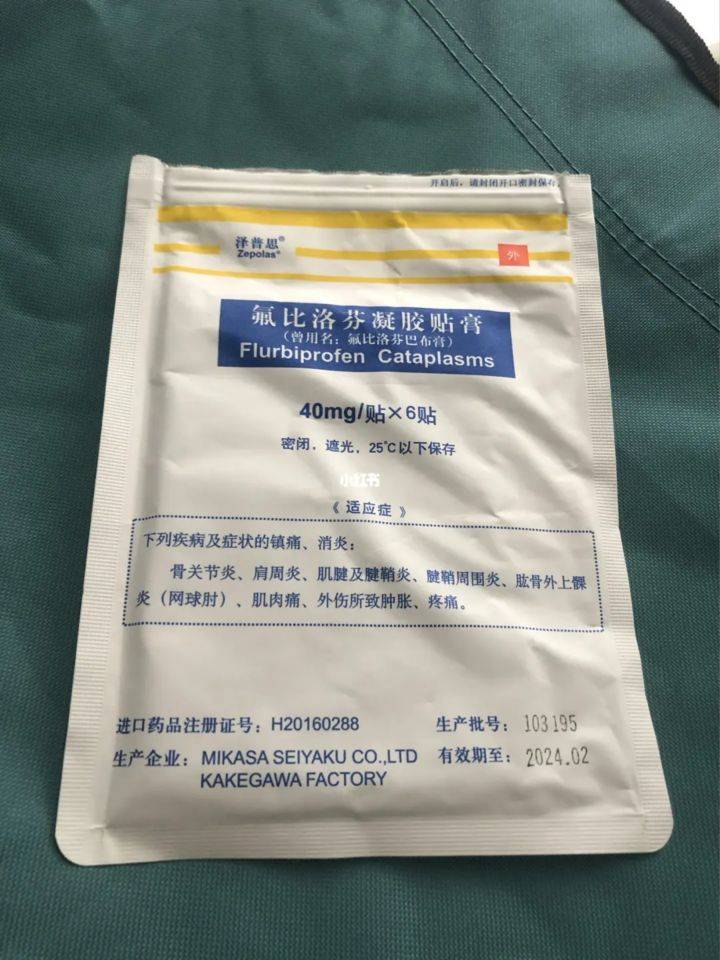 开启后，请封闭开口密封保存。
泽普思®
Zepolas®
外
氟比洛芬凝胶贴膏
（曾用名：氟比洛芬巴布膏）
Flurbiprofen Cataplasms
40mg/贴×6贴
密闭，遮光，25℃以下保存
小红书
《 适应症 》
下列疾病及症状的镇痛、消炎：
骨关节炎、肩周炎、肌腱及腱鞘炎、腱鞘周围炎、肱骨外上髁
炎（网球肘）、肌肉痛、外伤所致肿胀、疼痛。
进口药品注册证号：H20160288
生产批号：103195
生产企业：MIKASA SEIYAKU CO.,LTD
KAKEGAWA FACTORY
有效期至：2024.02